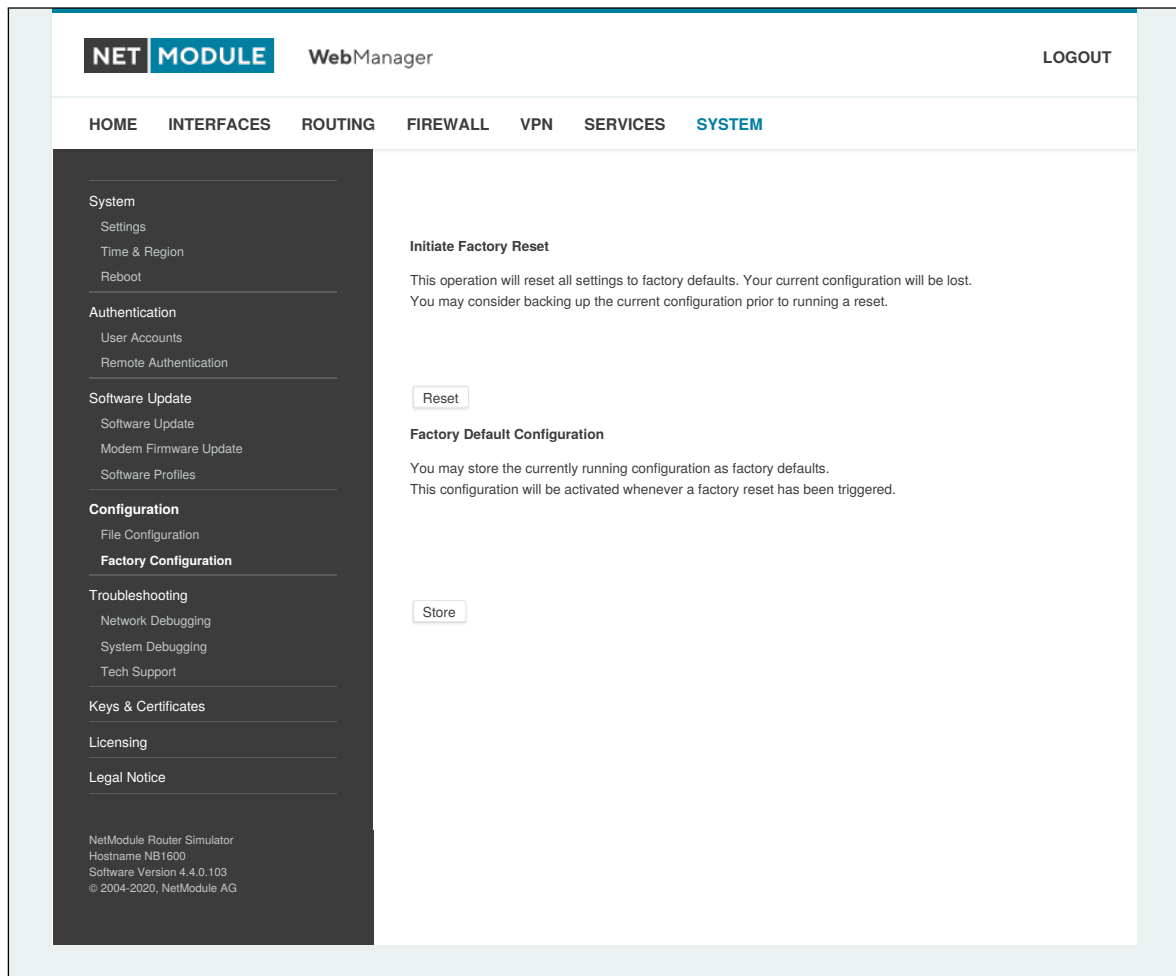 NET MODULE WebManager LOGOUT
HOME INTERFACES ROUTING FIREWALL VPN SERVICES SYSTEM
System
Settings
Time & Region
Reboot
Authentication
User Accounts
Remote Authentication
Software Update
Software Update
Modem Firmware Update
Software Profiles
Configuration
File Configuration
Factory Configuration
Troubleshooting
Network Debugging
System Debugging
Tech Support
Keys & Certificates
Licensing
Legal Notice
NetModule Router Simulator
Hostname NB1600
Software Version 4.4.0.103
© 2004-2020, NetModule AG
Initiate Factory Reset
This operation will reset all settings to factory defaults. Your current configuration will be lost.
You may consider backing up the current configuration prior to running a reset.
Reset
Factory Default Configuration
You may store the currently running configuration as factory defaults.
This configuration will be activated whenever a factory reset has been triggered.
Store